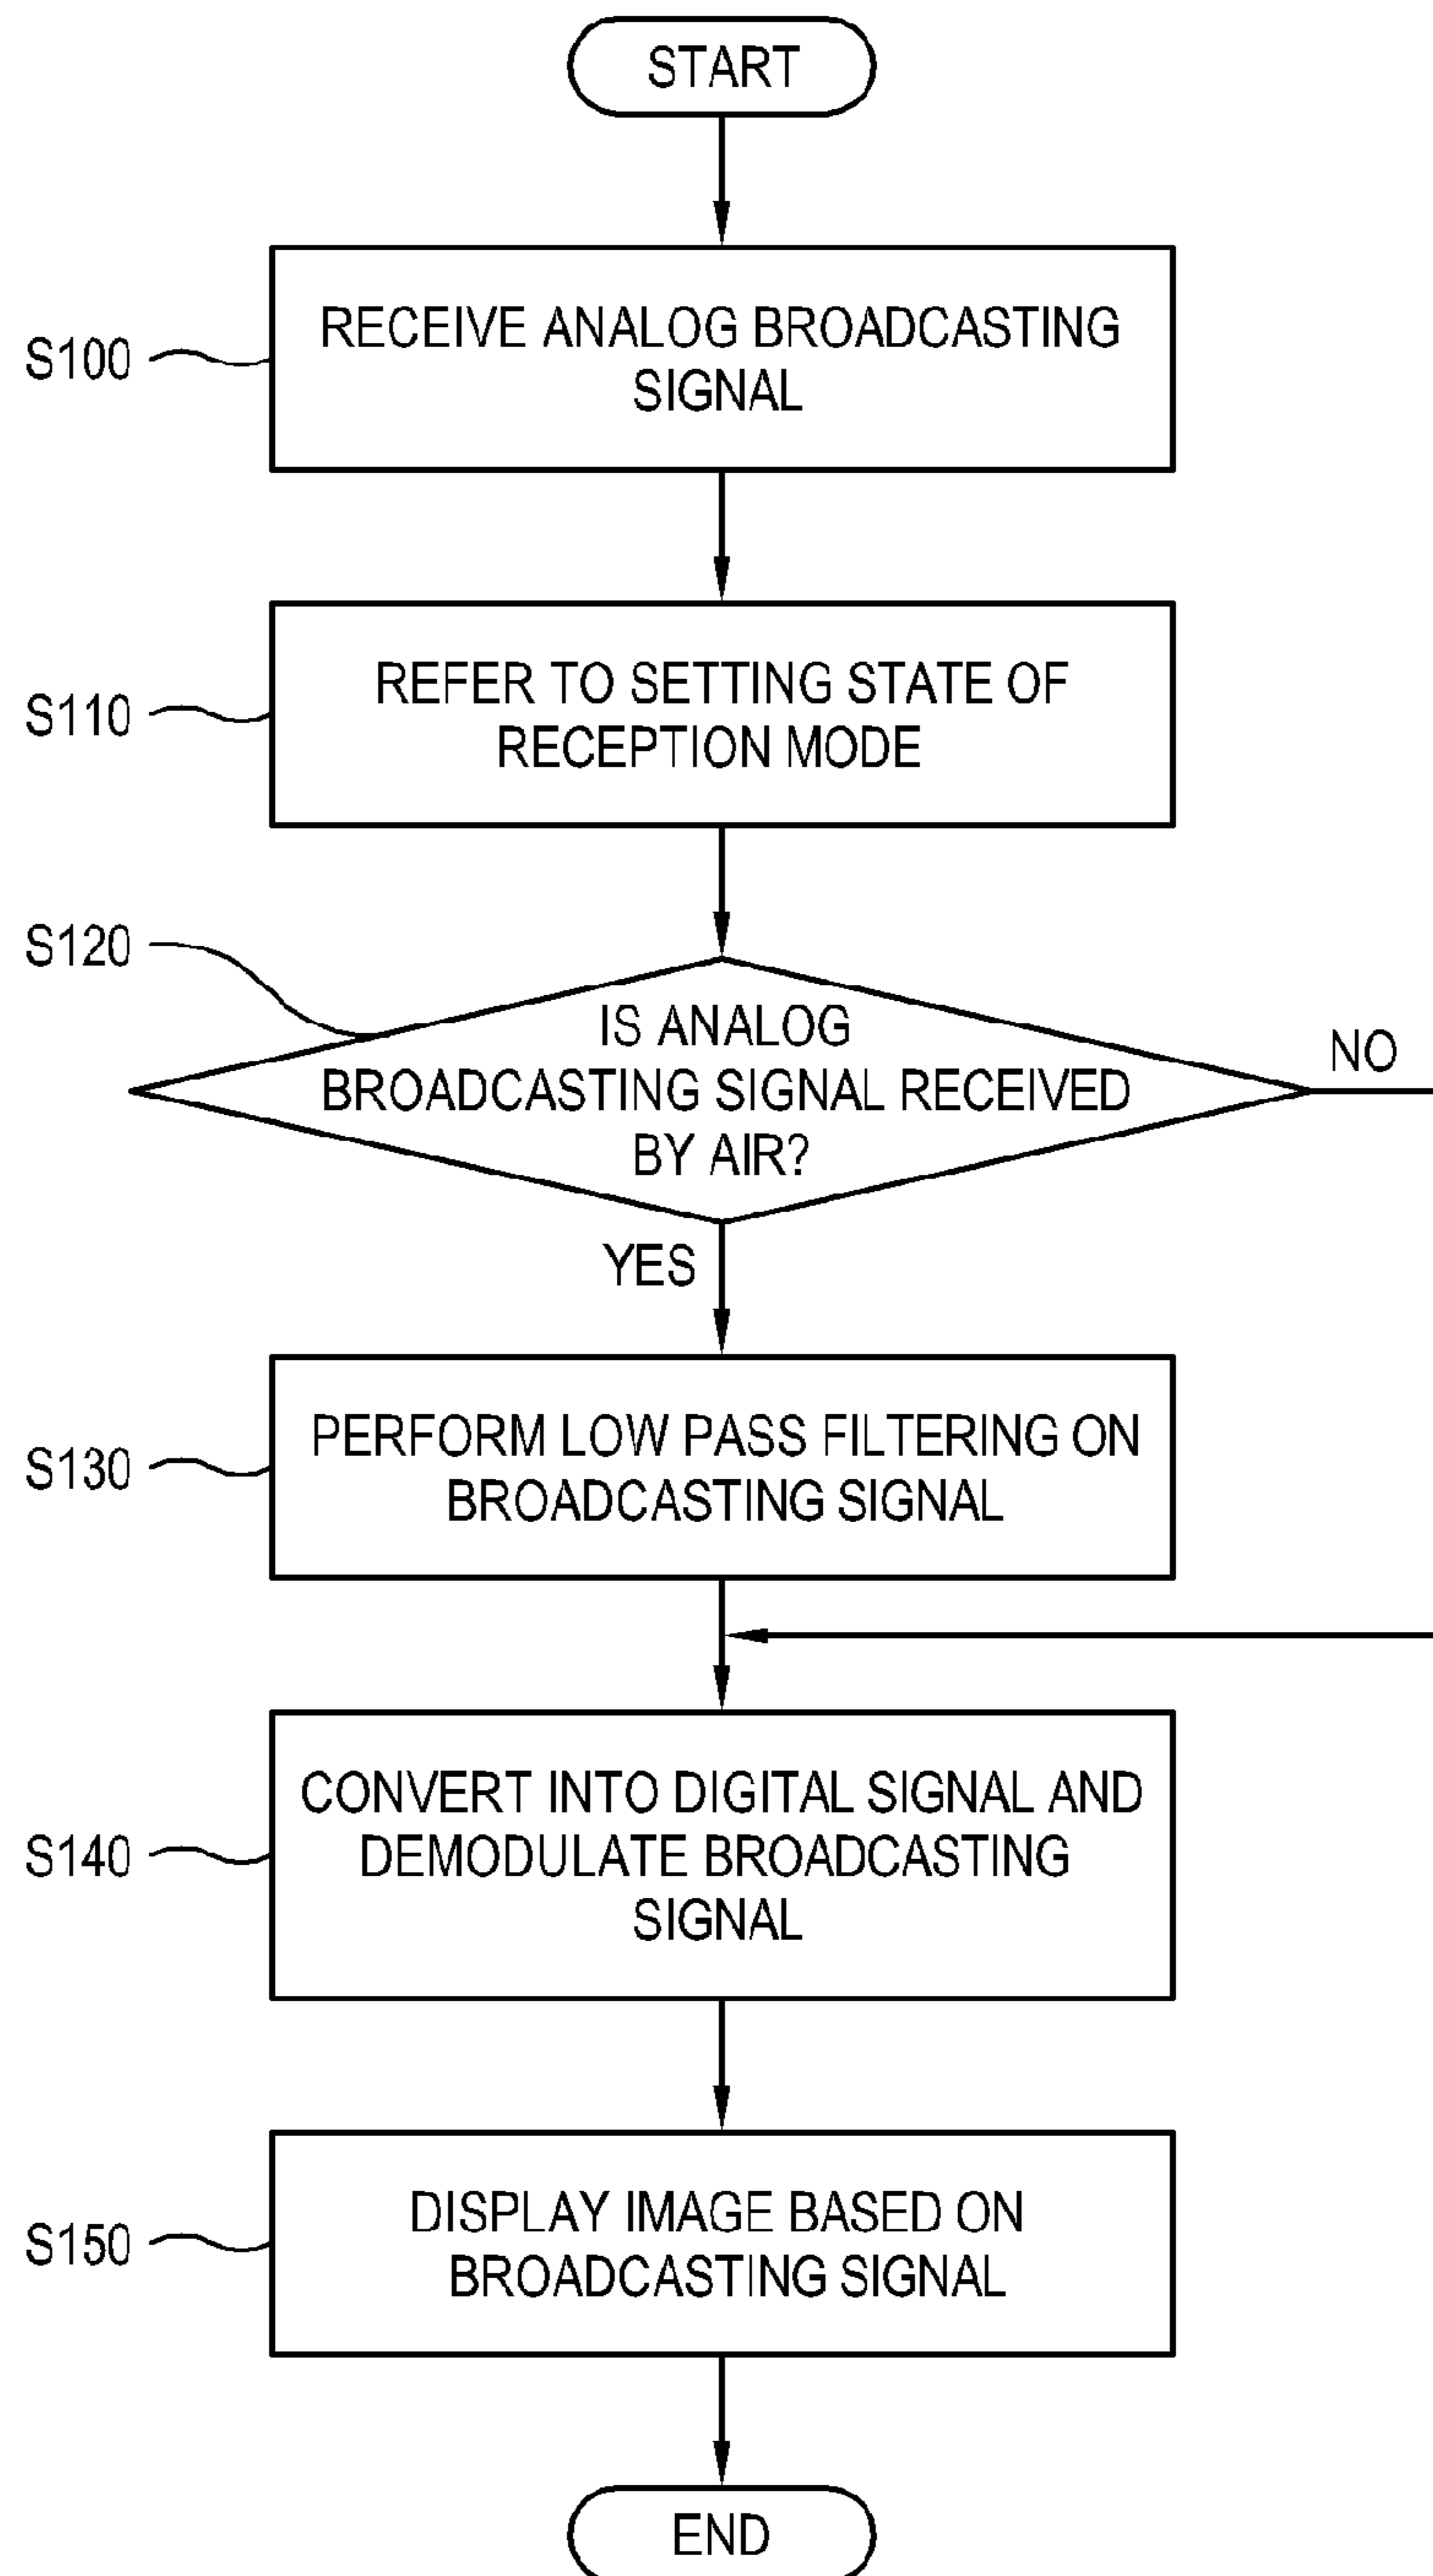 START
S100
RECEIVE ANALOG BROADCASTING
SIGNAL
S110
REFER TO SETTING STATE OF
RECEPTION MODE
S120
IS ANALOG
BROADCASTING SIGNAL RECEIVED
BY AIR?
NO
YES
S130
PERFORM LOW PASS FILTERING ON
BROADCASTING SIGNAL
S140
CONVERT INTO DIGITAL SIGNAL AND
DEMODULATE BROADCASTING
SIGNAL
S150
DISPLAY IMAGE BASED ON
BROADCASTING SIGNAL
END